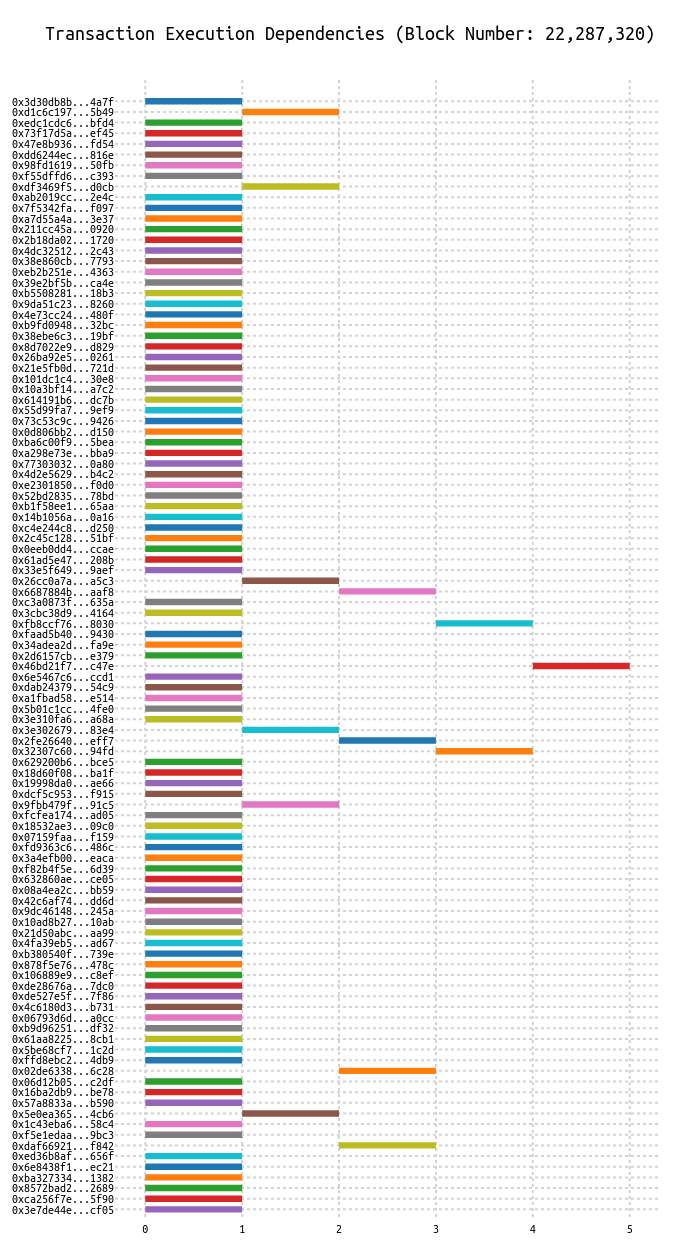 Transaction Execution Dependencies (Block Number: 22,287,320)
0x3d30db8b...4a7f
0xd1c6c197...5b49
0xedc1cdc6...bfd4
0x73f17d5a...ef45
0x47e8b936...fd54
0xdd6244ec...816e
0x98fd1619...50fb
0xf55dffd6...c393
0xdf3469f5...d0cb
0xab2019cc...2e4c
0x7f5342fa...f097
0xa7d55a4a...3e37
0x211cc45a...0920
0x2b18da02...1720
0x4dc32512...2c43
0x38e860cb...7793
0xeb2b251e...4363
0x39e2bf5b...ca4e
0xb5508281...18b3
0x9da51c23...8260
0x4e73cc24...480f
0xb9fd0948...32bc
0x38ebe6c3...19bf
0x8d7022e9...d829
0x26ba92e5...0261
0x21e5fb0d...721d
0x101dc1c4...30e8
0x10a3bf14...a7c2
0x614191b6...dc7b
0x55d99fa7...9ef9
0x73c53c9c...9426
0x0d806bb2...d150
0xba6c00f9...5bea
0xa298e73e...bba9
0x77303032...0a80
0x4d2e5629...b4c2
0xe2301850...f0d0
0x52bd2835...78bd
0xb1f58ee1...65aa
0x14b1056a...0a16
0xc4e244c8...d250
0x2c45c128...51bf
0x0eeb0dd4...ccae
0x61ad5e47...208b
0x33e5f649...9aef
0x26cc0a7a...a5c3
0x6687884b...aaf8
0xc3a0873f...635a
0x3cbc38d9...4164
0xfb8ccf76...8030
0xfaad5b40...9430
0x34adea2d...fa9e
0x2d6157cb...e379
0x46bd21f7...c47e
0x6e5467c6...ccd1
0xdab24379...54c9
0xa1fbad58...e514
0x5b01c1cc...4fe0
0x3e310fa6...a68a
0x3e302679...83e4
0x2fe26640...eff7
0x32307c60...94fd
0x629200b6...bce5
0x18d60f08...ba1f
0x19998da0...ae66
0xdcf5c953...f915
0x9fbb479f...91c5
0xfcfea174...ad05
0x18532ae3...09c0
0x07159faa...f159
0xfd9363c6...486c
0x3a4efb00...eaca
0xf82b4f5e...6d39
0x632860ae...ce05
0x08a4ea2c...bb59
0x42c6af74...dd6d
0x9dc46148...245a
0x10ad8b27...10ab
0x21d50abc...aa99
0x4fa39eb5...ad67
0xb380540f...739e
0x878f5e76...478c
0x106889e9...c8ef
0xde28676a...7dc0
0xde527e5f...7f86
0x4c6180d3...b731
0x06793d6d...a0cc
0xb9d96251...df32
0x61aa8225...8cb1
0x5be68cf7...1c2d
0xffd8ebc2...4db9
0x02de6338...6c28
0x06d12b05...c2df
0x16ba2db9...be78
0x57a8833a...b590
0x5e0ea365...4cb6
0x1c43eba6...58c4
0xf5e1edaa...9bc3
0xdaf66921...f842
0xed36b8af...656f
0x6e8438f1...ec21
0xba327334...1382
0x8572bad2...2689
0xca256f7e...5f90
0x3e7de44e...cf05
0 1 2 3 4 5